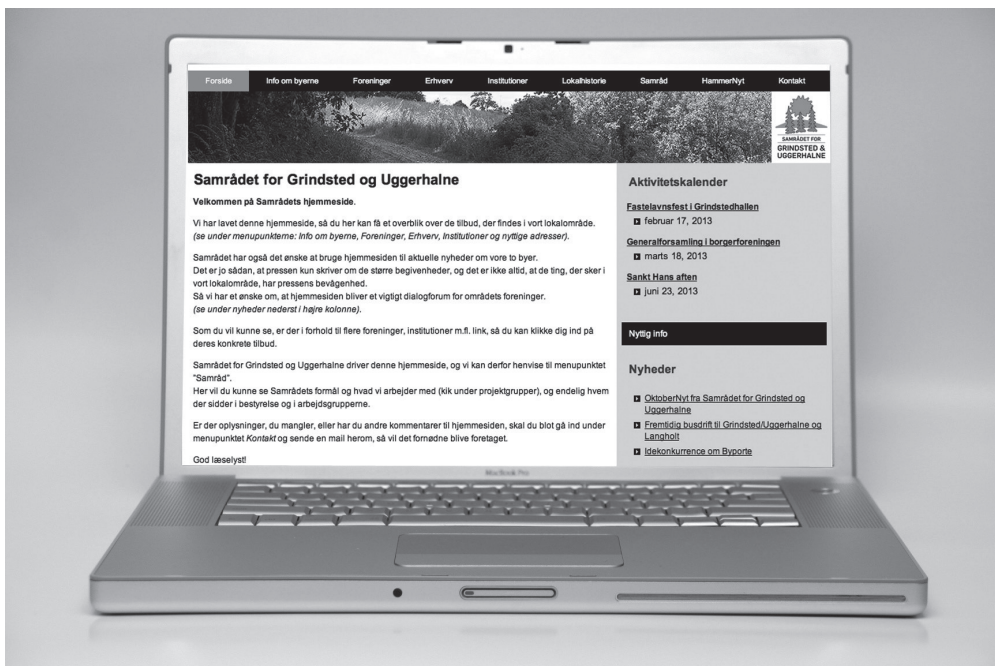 Forside Info om byerne Foreninger Erhverv Institutioner Lokalhistorie Samråd HammerNyt Kontakt
SAMRÅDET FOR
GRINDSTED &
UGGERHALNE
Samrådet for Grindsted og Uggerhalne
Velkommen på Samrådets hjemmeside.
Vi har lavet denne hjemmeside, så du her kan få et overblik over de tilbud, der findes i vort lokalområde.
(se under menupunkterne: Info om byerne, Foreninger, Erhverv, Institutioner og nyttige adresser).
Samrådet har også det ønske at bruge hjemmesiden til aktuelle nyheder om vore to byer.
Det er jo sådan, at pressen kun skriver om de større begivenheder, og det er ikke altid, at de ting, der sker i
vort lokalområde, har pressens bevågenhed.
Så vi har et ønske om, at hjemmesiden bliver et vigtigt dialogforum for områdets foreninger.
(se under nyheder nederst i højre kolonne).
Som du vil kunne se, er der i forhold til flere foreninger, institutioner m.fl. link, så du kan klikke dig ind på
deres konkrete tilbud.
Samrådet for Grindsted og Uggerhalne driver denne hjemmeside, og vi kan derfor henvise til menupunktet
"Samråd".
Her vil du kunne se Samrådets formål og hvad vi arbejder med (kik under projektgrupper), og endelig hvem
der sidder i bestyrelse og i arbejdsgrupperne.
Er der oplysninger, du mangler, eller har du andre kommentarer til hjemmesiden, skal du blot gå ind under
menupunktet Kontakt og sende en mail herom, så vil det fornødne blive foretaget.
God læselyst!
Aktivitetskalender
Fastelavnsfest i Grindstedhallen
februar 17, 2013
Generalforsamling i borgerforeningen
marts 18, 2013
Sankt Hans aften
juni 23, 2013
Nyttig info
Nyheder
OktoberNyt fra Samrådet for Grindsted og
Uggerhalne
Fremtidig busdrift til Grindsted/Uggerhalne og
Langholt
Idekonkurrence om Byporte
MacBook Pro